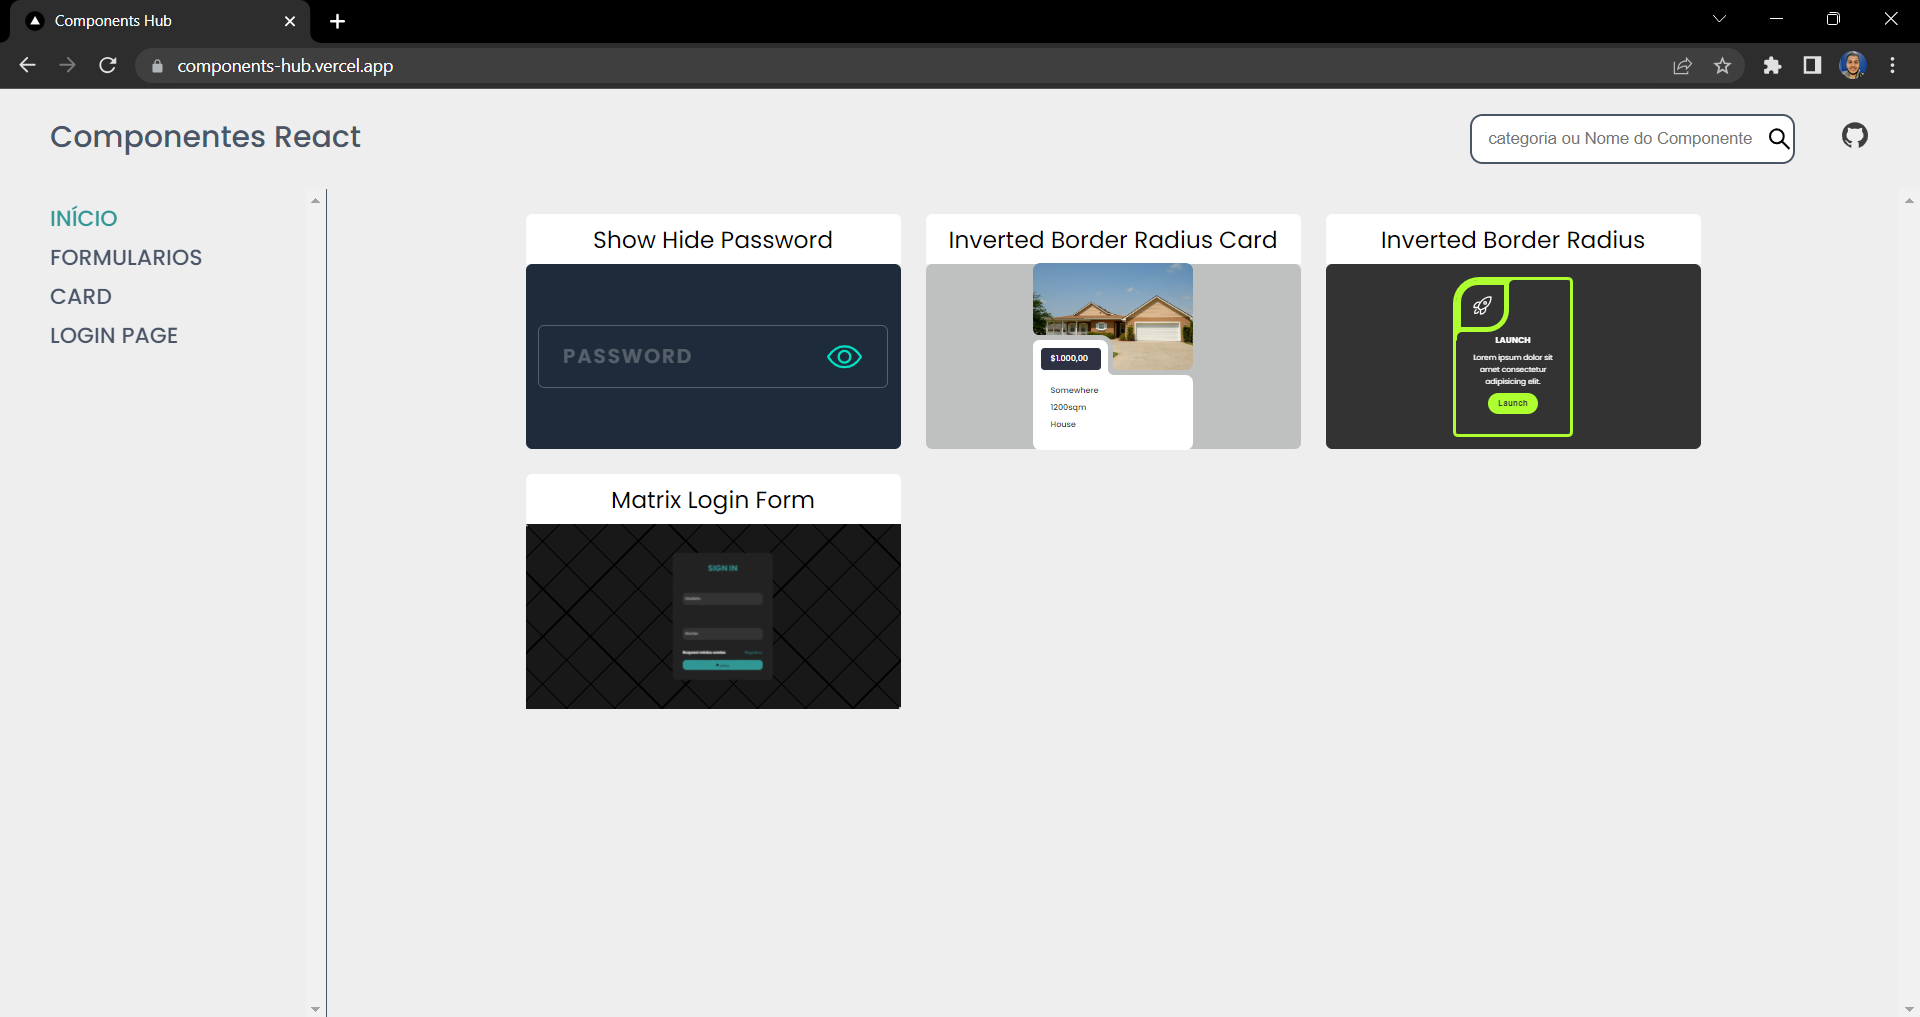 Components Hub
components-hub.vercel.app
Componentes React
categoria ou Nome do Componente
INÍCIO
FORMULARIOS
CARD
LOGIN PAGE
Show Hide Password
PASSWORD
Inverted Border Radius Card
$1.000,00
Somewhere
1200sqm
House
Inverted Border Radius
LAUNCH
Lorem ipsum dolor sit
amet consectetur
adipisicing elit.
Launch
Matrix Login Form
SIGN IN